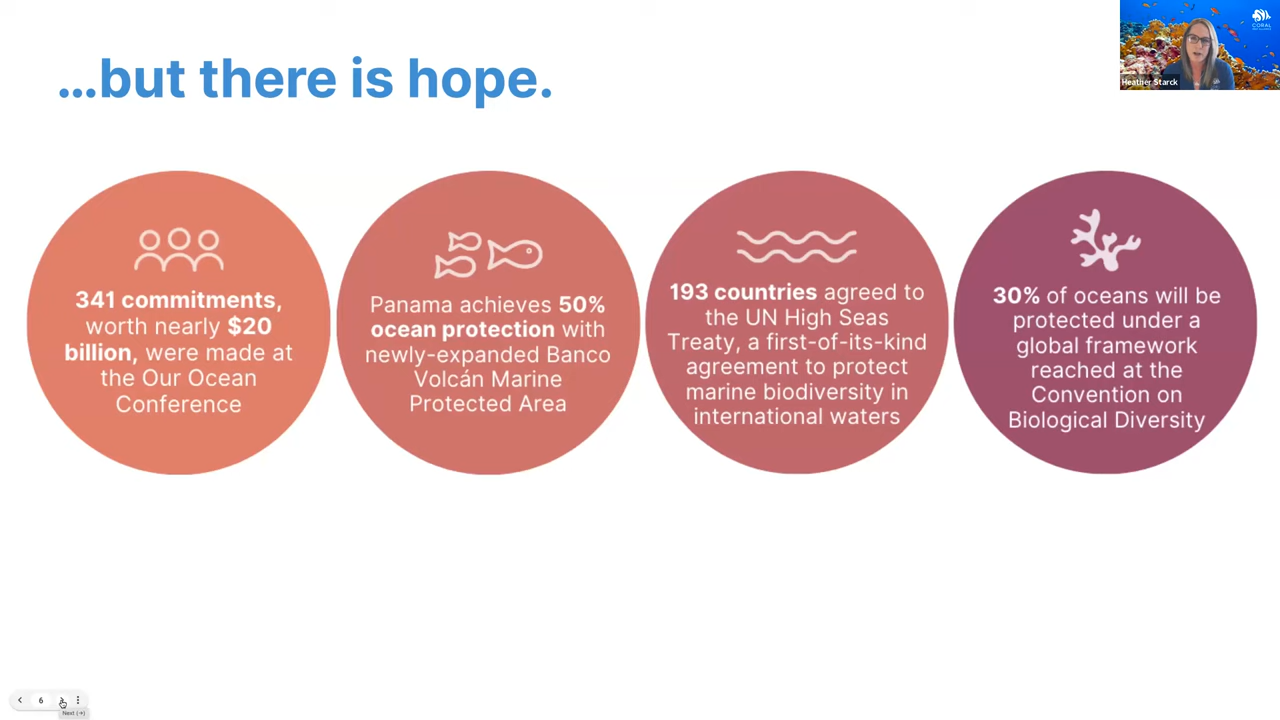 ...but there is hope.
CORAL
Heather Starck
341 commitments,
worth nearly $20
billion, were made at
the Our Ocean
Conference
Panama achieves 50%
ocean protection with
newly-expanded Banco
Volcán Marine
Protected Area
193 countries agreed to
the UN High Seas
Treaty, a first-of-its-kind
agreement to protect
marine biodiversity in
international waters
30% of oceans will be
protected under a
global framework
reached at the
Convention on
Biological Diversity
6
Next (→)